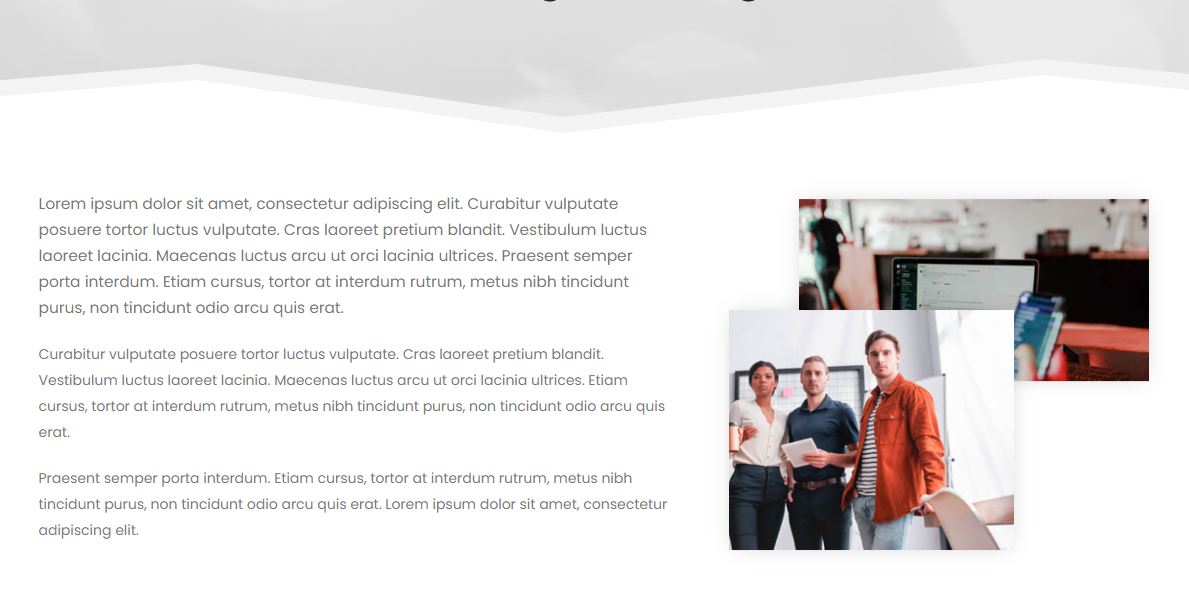 Lorem ipsum dolor sit amet, consectetur adipiscing elit. Curabitur vulputate
posuere tortor luctus vulputate. Cras laoreet pretium blandit. Vestibulum luctus
laoreet lacinia. Maecenas luctus arcu ut orci lacinia ultrices. Praesent semper
porta interdum. Etiam cursus, tortor at interdum rutrum, metus nibh tincidunt
purus, non tincidunt odio arcu quis erat.
Curabitur vulputate posuere tortor luctus vulputate. Cras laoreet pretium blandit.
Vestibulum luctus laoreet lacinia. Maecenas luctus arcu ut orci lacinia ultrices. Etiam
cursus, tortor at interdum rutrum, metus nibh tincidunt purus, non tincidunt odio arcu quis
erat.
Praesent semper porta interdum. Etiam cursus, tortor at interdum rutrum, metus nibh
tincidunt purus, non tincidunt odio arcu quis erat. Lorem ipsum dolor sit amet, consectetur
adipiscing elit.